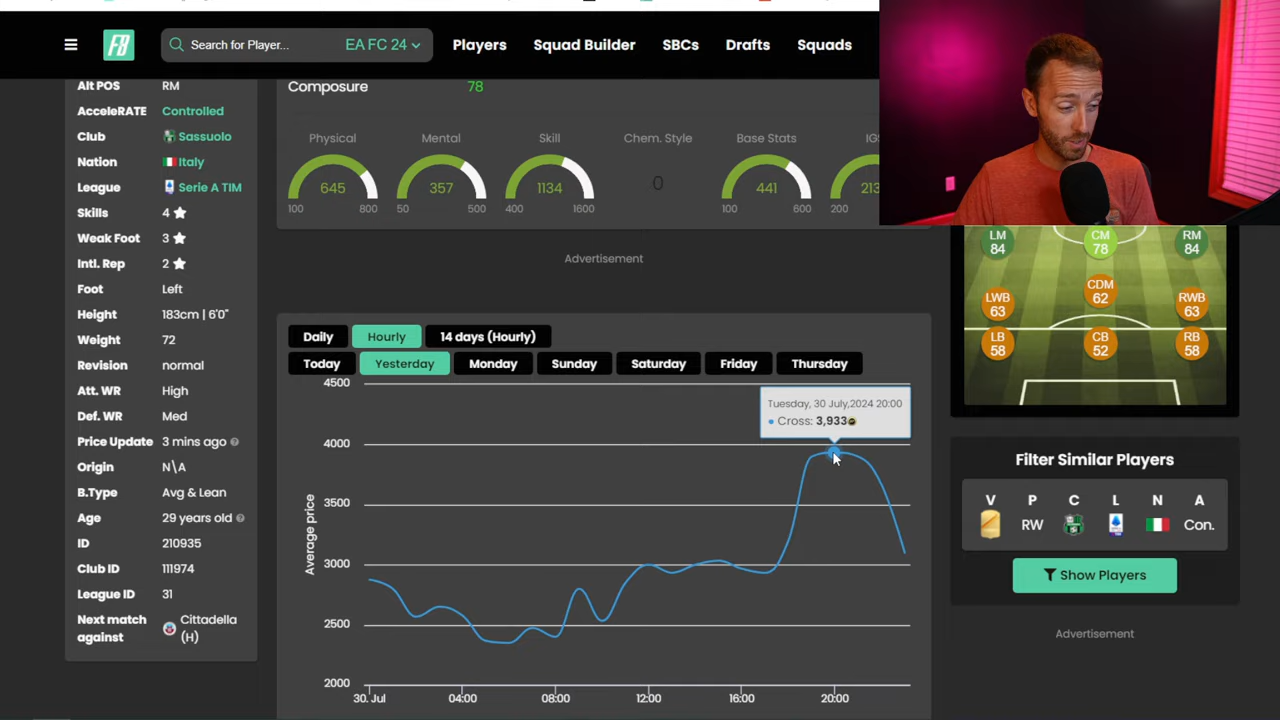 FB
Search for Player...
EA FC 24
Players
Squad Builder
SBCs
Drafts
Squads
Alt POS RM
AcceleRATE Controlled
Club Sassuolo
Nation Italy
League Serie A TIM
Skills 4
Weak Foot 3
Intl. Rep 2
Foot Left
Height 183cm | 6'0"
Weight 72
Revision normal
Att. WR High
Def. WR Med
Price Update 3 mins ago
Origin N\A
B.Type Avg & Lean
Age 29 years old
ID 210935
Club ID 111974
League ID 31
Next match against
Cittadella (H)
Composure 78
Physical
645
100 800
Mental
357
50 500
Skill
1134
400 1600
Chem. Style
0
Base Stats
441
100 600
IG
213
200
Advertisement
Daily Hourly 14 days (Hourly)
Today Yesterday Monday Sunday Saturday Friday Thursday
Average price
4500
4000
3500
3000
2500
2000
30. Jul 04:00 08:00 12:00 16:00 20:00
Tuesday, 30 July,2024 20:00
Cross: 3,933
LM
84
CM
78
RM
84
CDM
62
LWB
63
RWB
63
LB
58
CB
52
RB
58
Filter Similar Players
V P C L N A
RW Con.
Show Players
Advertisement